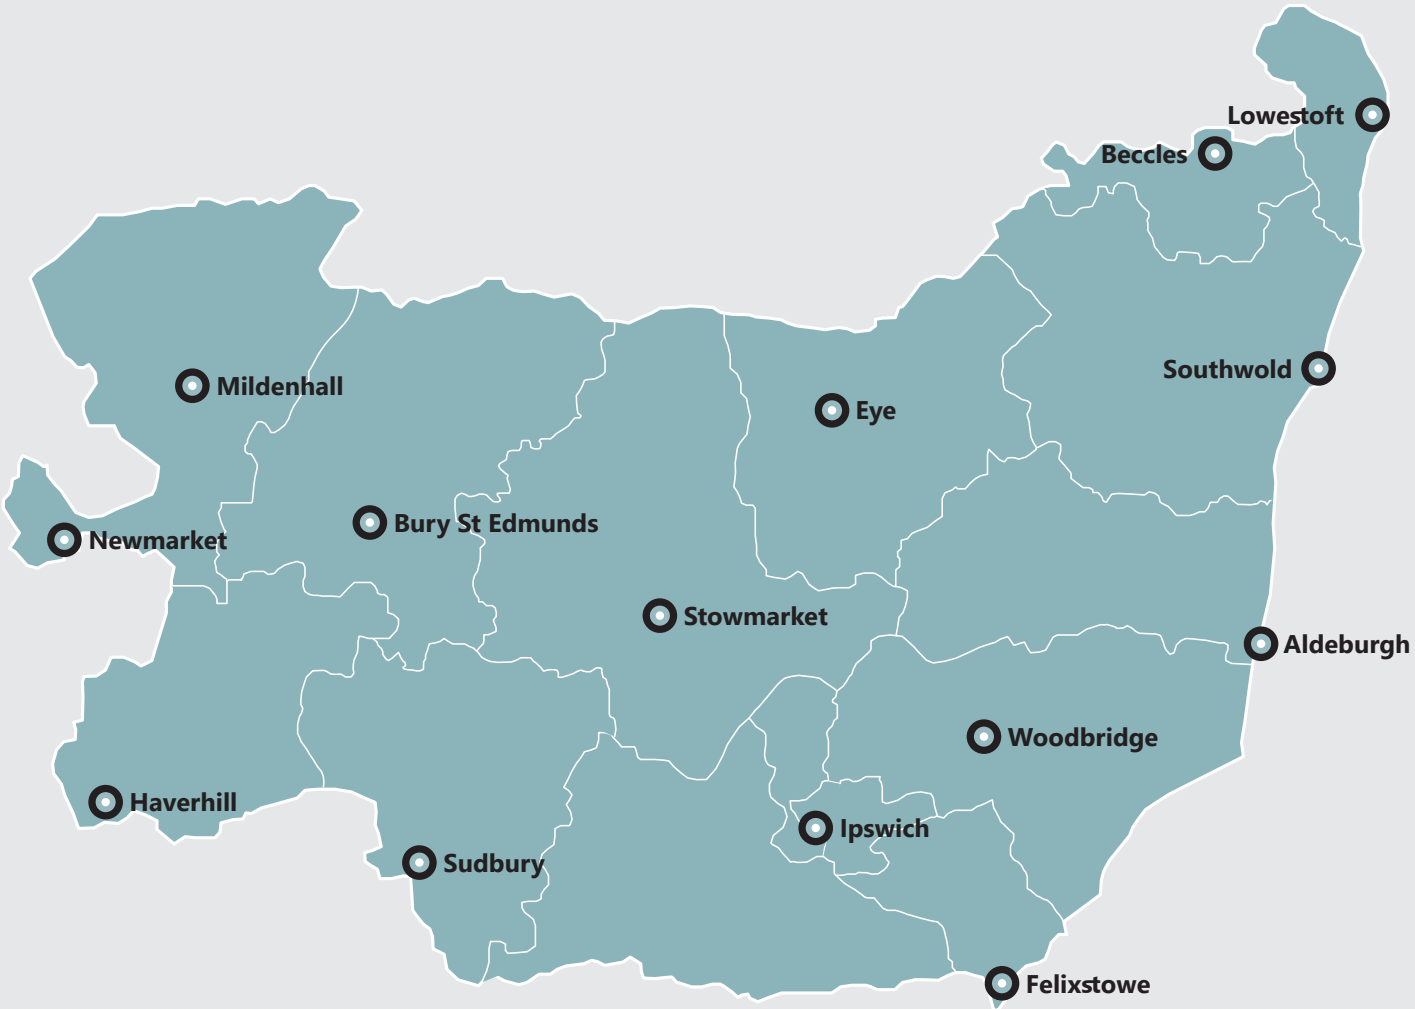 Lowestoft
Beccles
Southwold
Mildenhall
Eye
Bury St Edmunds
Newmarket
Stowmarket
Aldeburgh
Woodbridge
Haverhill
Ipswich
Sudbury
Felixstowe